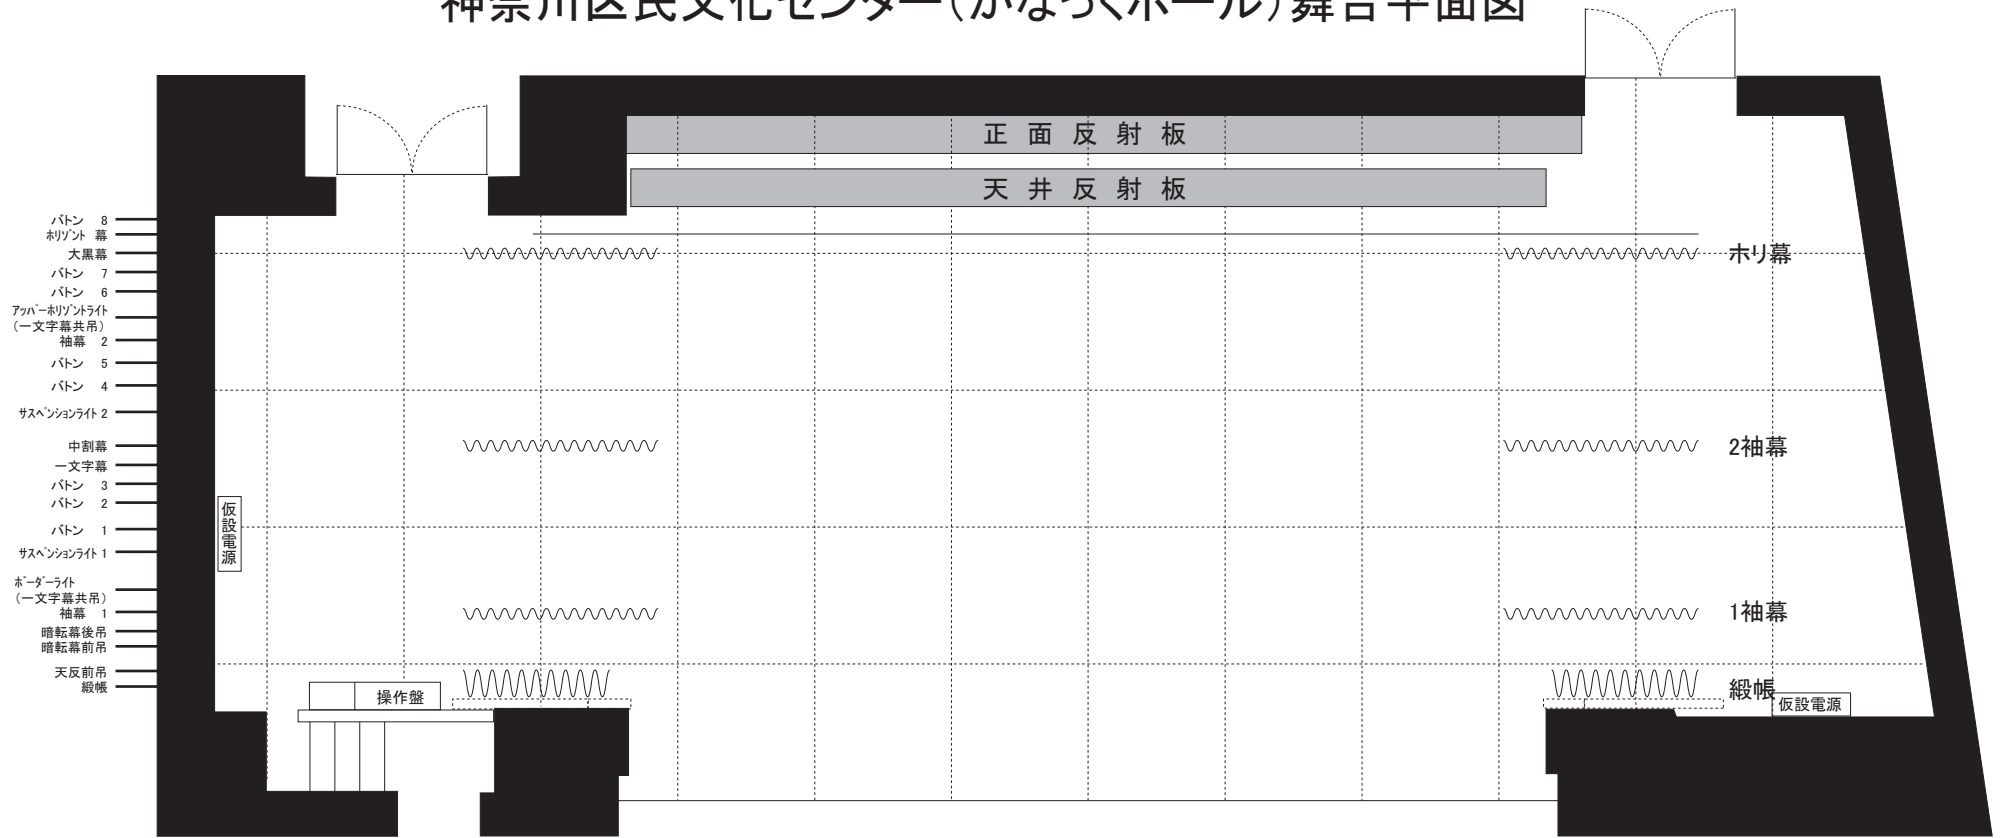 神奈川区民文化センター（かなっくホール）舞台平面図
正面反射板
天井反射板
バトン 8
ホリゾント 幕
大黒幕
バトン 7
バトン 6
アッパーホリゾントライト
（一文字幕共吊）
袖幕 2
バトン 5
バトン 4
サスペンションライト 2
中割幕
一文字幕
バトン 3
バトン 2
バトン 1
サスペンションライト 1
ボーダーライト
（一文字幕共吊）
袖幕 1
暗転幕後吊
暗転幕前吊
天反前吊
緞帳
仮設電源
操作盤
ホリ幕
2袖幕
1袖幕
緞帳
仮設電源